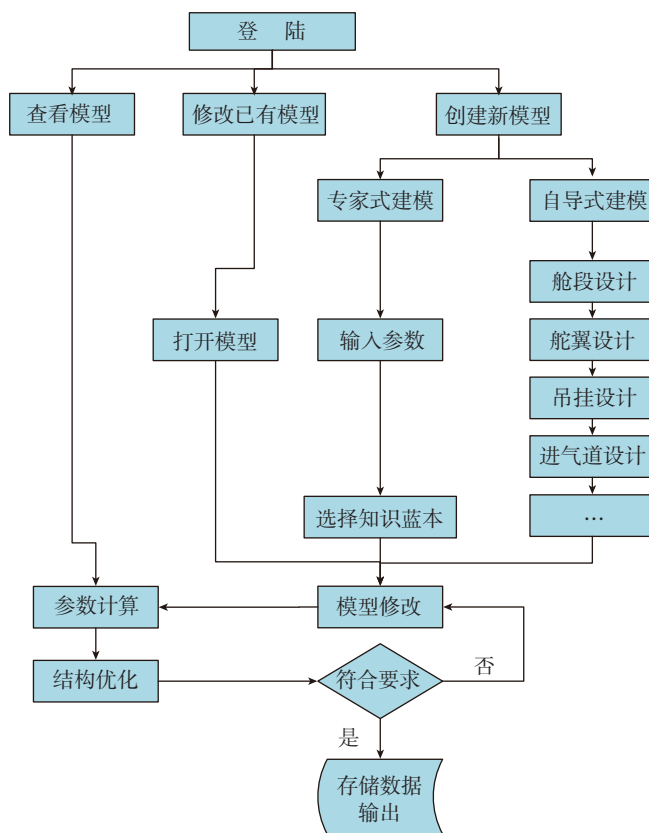 登 陆
查看模型
修改已有模型
创建新模型
专家式建模
自导式建模
舱段设计
打开模型
输入参数
舵翼设计
吊挂设计
进气道设计
选择知识蓝本
…
参数计算
模型修改
结构优化
符合要求
否
是
存储数据
输出